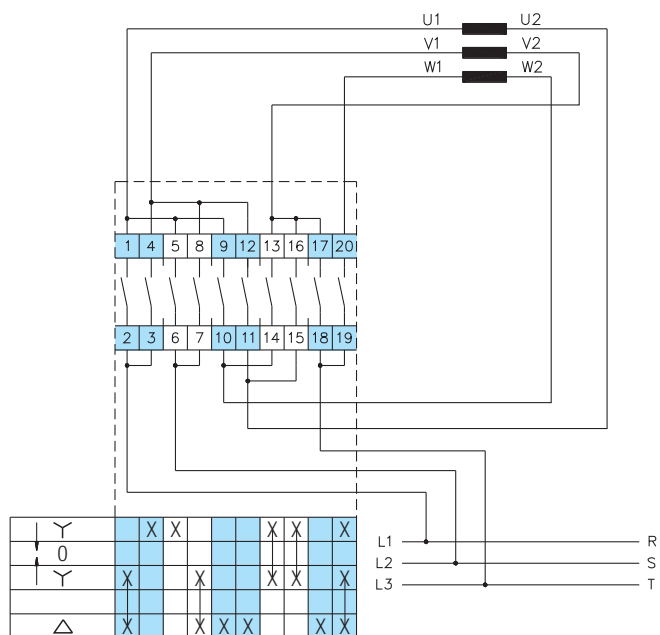 U1 U2
V1 V2
W1 W2
1 4 5 8 9 12 13 16 17 20
2 3 6 7 10 11 14 15 18 19
X X X X X
0
X X X X X
X X X X X X
L1 R
L2 S
L3 T